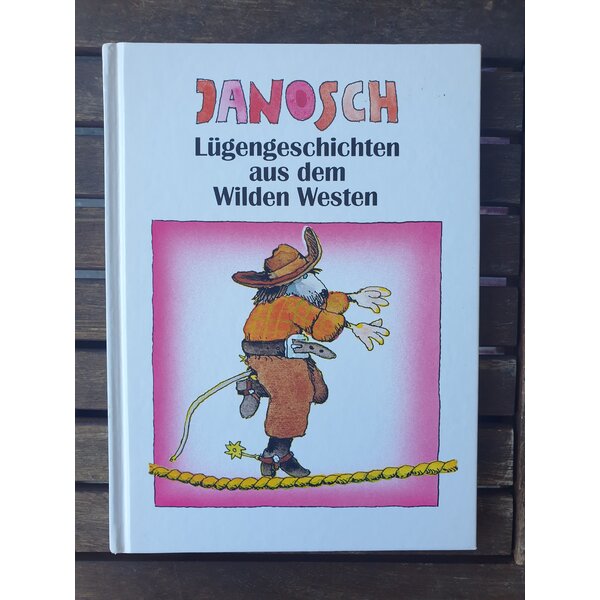 JANOSCH
Lügengeschichten
aus dem
Wilden Westen